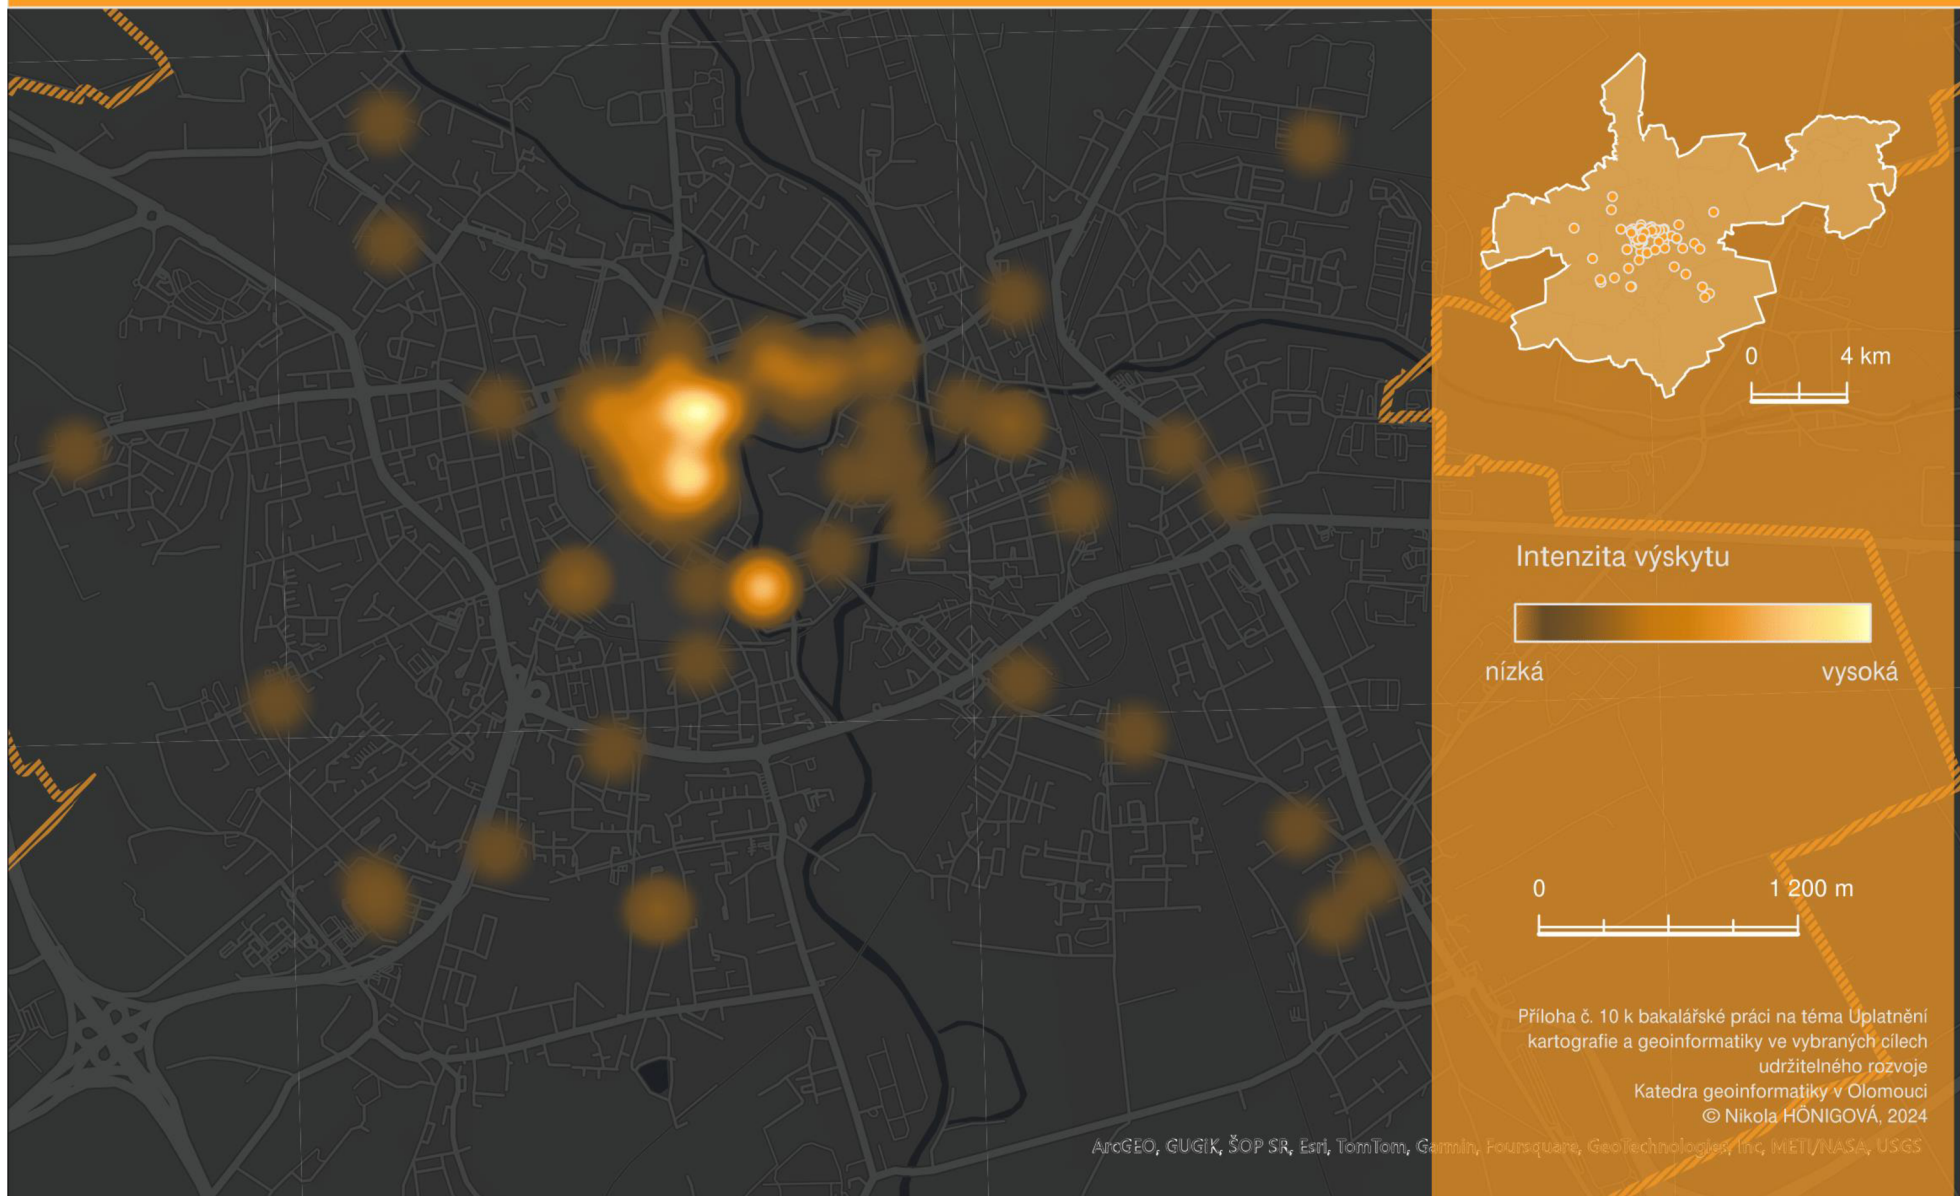 0 4 km
Intenzita výskytu
nízká vysoká
0 1 200 m
Příloha č. 10 k bakalářské práci na téma Uplatnění
kartografie a geoinformatiky ve vybraných cílech
udržitelného rozvoje
Katedra geoinformatiky v Olomouci
© Nikola HÖNIGOVÁ, 2024
ArcGEO, GUGiK, ŠOP SR, Esri, TomTom, Garmin, Foursquare, GeoTechnologies, Inc, METI/NASA, USGS